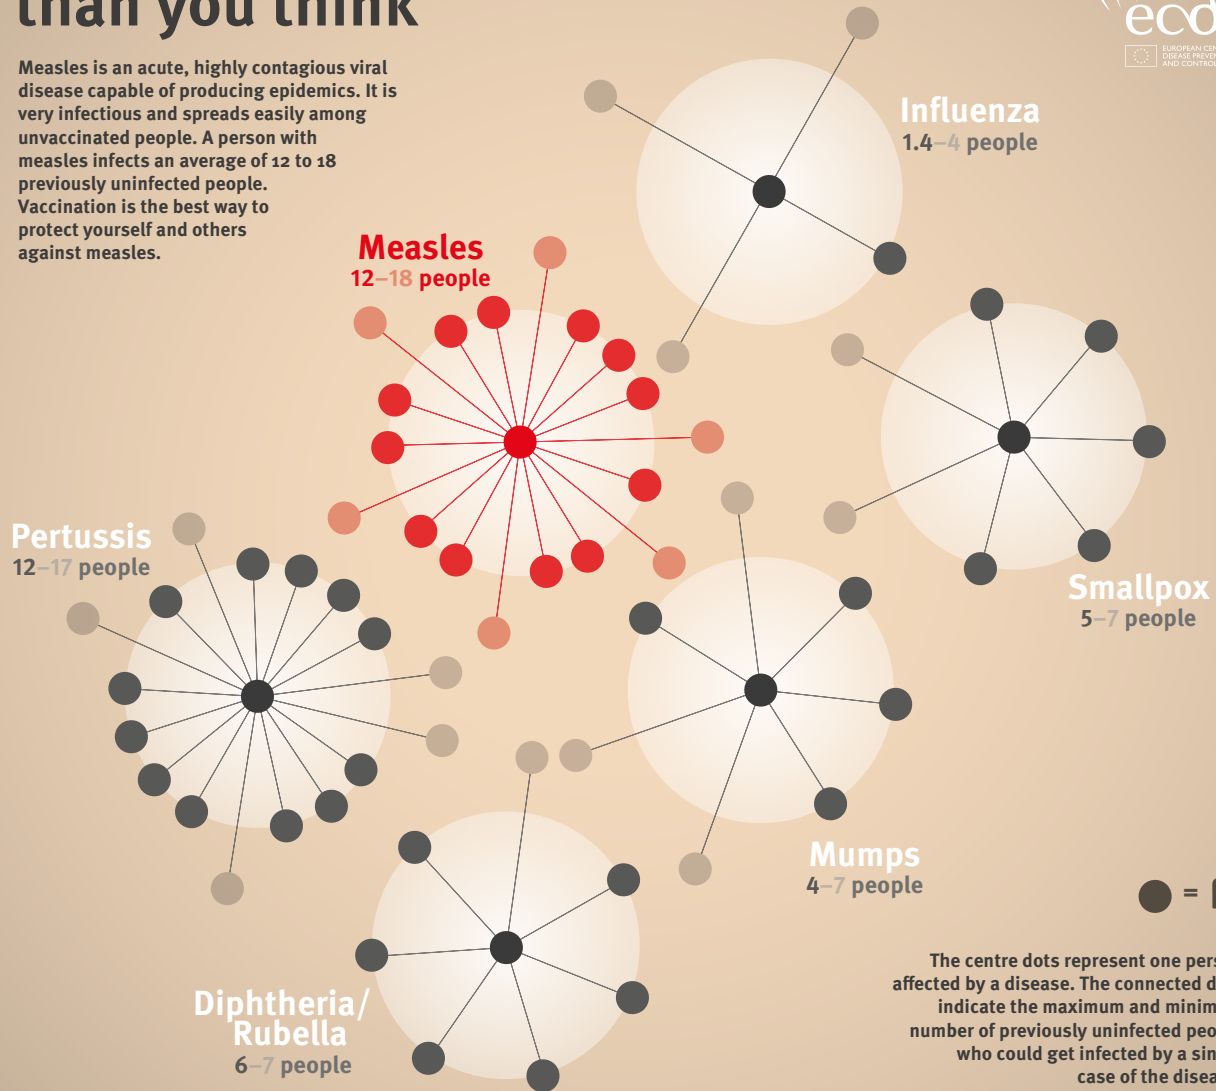 than you think
Measles is an acute, highly contagious viral
disease capable of producing epidemics. It is
very infectious and spreads easily among
unvaccinated people. A person with
measles infects an average of 12 to 18
previously uninfected people.
Vaccination is the best way to
protect yourself and others
against measles.
EUROPEAN
DISEASE
AND
Influenza
1.4–4 people
Measles
12–18 people
Pertussis
12–17 people
Smallpox
5–7 people
Mumps
4–7 people
Diphtheria/
Rubella
6–7 people
=
The centre dots represent one
affected by a disease. The connected
indicate the maximum and
number of previously uninfected
who could get infected by a
case of the